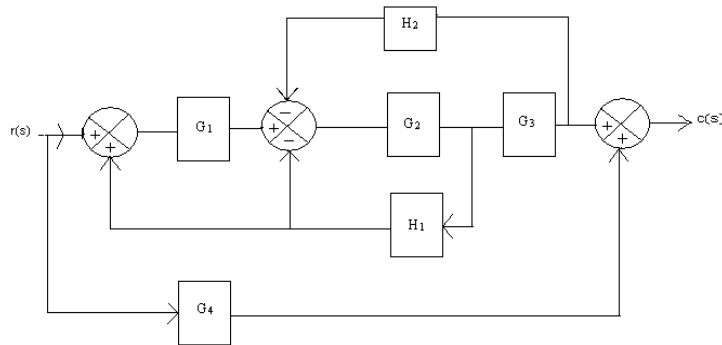 H2
r(s)
+
+
G1
+
−
−
G2
G3
+
+
c(s)
H1
G4